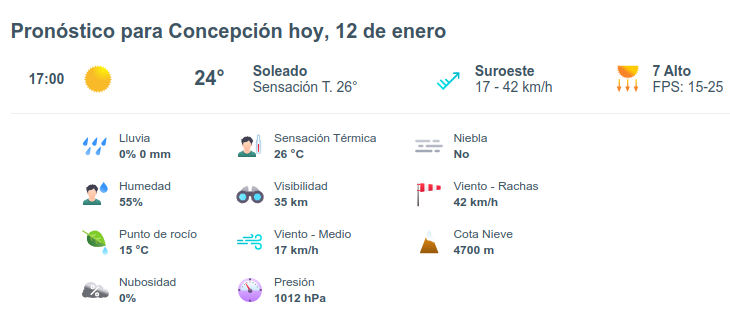 Pronóstico para Concepción hoy, 12 de enero
17:00
24°
Soleado
Sensación T. 26°
Suroeste
17 - 42 km/h
7 Alto
FPS: 15-25
Lluvia
0% 0 mm
Sensación Térmica
26 °C
Niebla
No
Humedad
55%
Visibilidad
35 km
Viento - Rachas
42 km/h
Punto de rocío
15 °C
Viento - Medio
17 km/h
Cota Nieve
4700 m
Nubosidad
0%
Presión
1012 hPa